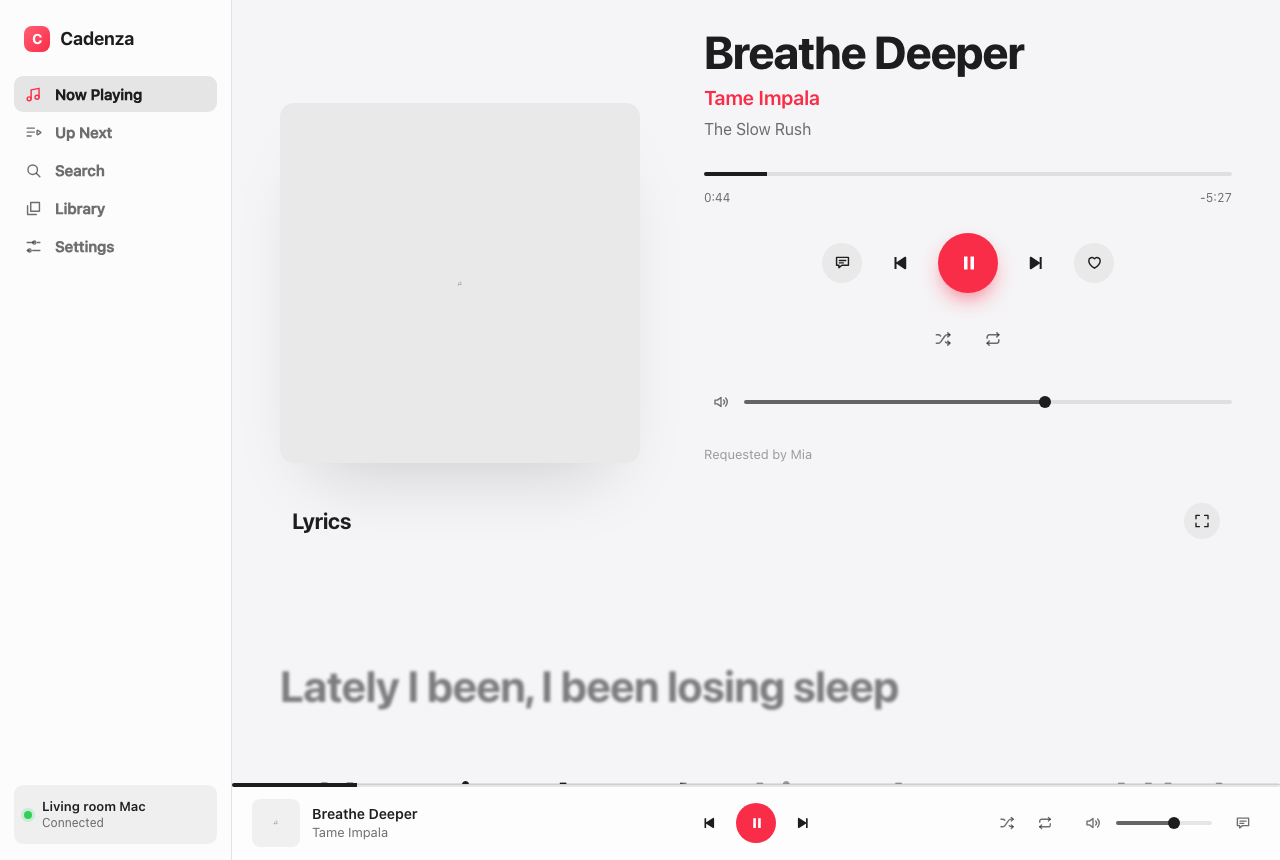 C Cadenza
Now Playing
Up Next
Search
Library
Settings
Living room Mac
Connected
Breathe Deeper
Tame Impala
The Slow Rush
0:44 -5:27
Requested by Mia
Lyrics
Lately I been, I been losing sleep
Breathe Deeper
Tame Impala